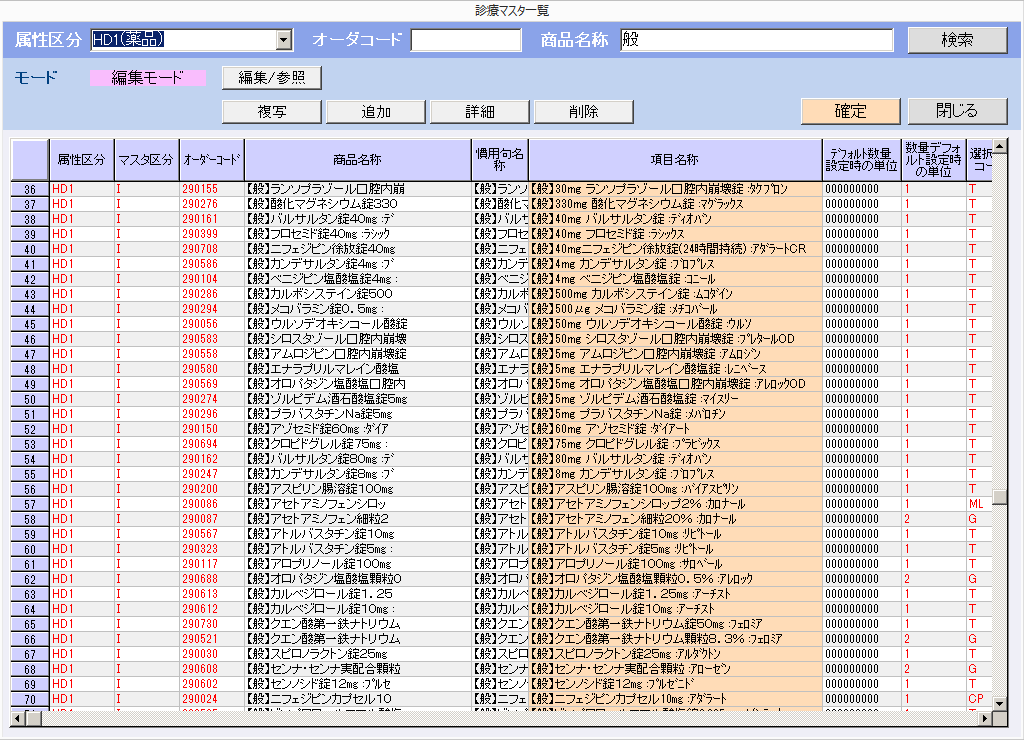 診療マスタ一覧
属性区分 HD1(薬品) オーダコード 商品名称 般 検索
モード 編集モード 編集/参照
複写 追加 詳細 削除 確定 閉じる
属性区分 マスタ区分 オーダーコード 商品名称 慣用句名称 項目名称 デフォルト数量設定時の単位 数量デフォルト設定時の単位 選択コー
36 HD1 I 290155 【般】ランソプラゾール口腔内崩 【般】ランソ 【般】30mg ランソプラゾール口腔内崩壊錠 :タケプロン 000000000 1 T
37 HD1 I 290276 【般】酸化マグネシウム錠330 【般】酸化マ 【般】330mg 酸化マグネシウム錠 :マグラックス 000000000 1 T
38 HD1 I 290161 【般】バルサルタン錠40mg :デ 【般】バルサ 【般】40mg バルサルタン錠 :ディオバン 000000000 1 T
39 HD1 I 290399 【般】フロセミド錠40mg :ラシック 【般】フロセ 【般】40mg フロセミド錠 :ラシックス 000000000 1 T
40 HD1 I 290708 【般】ニフェジピン徐放錠40mg 【般】ニフェ 【般】40mgニフェジピン徐放錠(24時間持続) :アダラートCR 000000000 1 T
41 HD1 I 290586 【般】カンデサルタン錠4mg :ブ 【般】カンデ 【般】4mg カンデサルタン錠 :ブロプレス 000000000 1 T
42 HD1 I 290104 【般】ベニジピン塩酸塩錠4mg : 【般】ベニジ 【般】4mg ベニジピン塩酸塩錠 :コニール 000000000 1 T
43 HD1 I 290286 【般】カルボシステイン錠500 【般】カルボ 【般】500mg カルボシステイン錠 :ムコダイン 000000000 1 T
44 HD1 I 290294 【般】メコバラミン錠0.5mg : 【般】メコバ 【般】500μg メコバラミン錠 :メチコバール 000000000 1 T
45 HD1 I 290056 【般】ウルソデオキシコール酸錠 【般】ウルソ 【般】50mg ウルソデオキシコール酸錠 :ウルソ 000000000 1 T
46 HD1 I 290583 【般】シロスタゾール口腔内崩壊 【般】シロス 【般】50mg シロスタゾール口腔内崩壊錠 :プレタールOD 000000000 1 T
47 HD1 I 290558 【般】アムロジピン口腔内崩壊錠 【般】アムロ 【般】5mg アムロジピン口腔内崩壊錠 :アムロジン 000000000 1 T
48 HD1 I 290580 【般】エナラプリルマレイン酸塩 【般】エナラ 【般】5mg エナラプリルマレイン酸塩錠 :レニベース 000000000 1 T
49 HD1 I 290569 【般】オロパタジン塩酸塩口腔内 【般】オロパ 【般】5mg オロパタジン塩酸塩口腔内崩壊錠 :アレロックOD 000000000 1 T
50 HD1 I 290274 【般】ゾルピデム酒石酸塩錠5mg 【般】ゾルピ 【般】5mg ゾルピデム酒石酸塩錠 :マイスリー 000000000 1 T
51 HD1 I 290296 【般】プラバスタチンNa錠5mg 【般】プラバ 【般】5mg プラバスタチンNa錠 :メバロチン 000000000 1 T
52 HD1 I 290150 【般】アゾセミド錠60mg :ダイア 【般】アゾセ 【般】60mg アゾセミド錠 :ダイアート 000000000 1 T
53 HD1 I 290694 【般】クロピドグレル錠75mg : 【般】クロピ 【般】75mg クロピドグレル錠 :プラビックス 000000000 1 T
54 HD1 I 290162 【般】バルサルタン錠80mg :デ 【般】バルサ 【般】80mg バルサルタン錠 :ディオバン 000000000 1 T
55 HD1 I 290247 【般】カンデサルタン錠8mg :ブ 【般】カンデ 【般】8mg カンデサルタン錠 :ブロプレス 000000000 1 T
56 HD1 I 290200 【般】アスピリン腸溶錠100mg 【般】アスピ 【般】アスピリン腸溶錠100mg :バイアスピリン 000000000 1 T
57 HD1 I 290086 【般】アセトアミノフェンシロッ 【般】アセト 【般】アセトアミノフェンシロップ2% :カロナール 000000000 1 ML
58 HD1 I 290087 【般】アセトアミノフェン細粒2 【般】アセト 【般】アセトアミノフェン細粒20% :カロナール 000000000 2 G
59 HD1 I 290567 【般】アトルバスタチン錠10mg 【般】アトル 【般】アトルバスタチン錠10mg :リピトール 000000000 1 T
60 HD1 I 290323 【般】アトルバスタチン錠5mg : 【般】アトル 【般】アトルバスタチン錠5mg :リピトール 000000000 1 T
61 HD1 I 290117 【般】アロプリノール錠100mg 【般】アロプ 【般】アロプリノール錠100mg :サロベール 000000000 1 T
62 HD1 I 290688 【般】オロパタジン塩酸塩顆粒0 【般】オロパ 【般】オロパタジン塩酸塩顆粒0.5% :アレロック 000000000 2 G
63 HD1 I 290613 【般】カルベジロール錠1.25 【般】カルベ 【般】カルベジロール錠1.25mg :アーチスト 000000000 1 T
64 HD1 I 290612 【般】カルベジロール錠10mg : 【般】カルベ 【般】カルベジロール錠10mg :アーチスト 000000000 1 T
65 HD1 I 290730 【般】クエン酸第一鉄ナトリウム 【般】クエン 【般】クエン酸第一鉄ナトリウム錠50mg :フェロミア 000000000 1 T
66 HD1 I 290521 【般】クエン酸第一鉄ナトリウム 【般】クエン 【般】クエン酸第一鉄ナトリウム顆粒8.3% :フェロミア 000000000 2 G
67 HD1 I 290030 【般】スピロノラクトン錠25mg 【般】スピロ 【般】スピロノラクトン錠25mg :アルダクトン 000000000 1 T
68 HD1 I 290608 【般】センナ・センナ実配合顆粒 【般】センナ 【般】センナ・センナ実配合顆粒 :アローゼン 000000000 2 G
69 HD1 I 290602 【般】センノシド錠12mg :プルセ 【般】センノ 【般】センノシド錠12mg :プルゼニド 000000000 1 T
70 HD1 I 290024 【般】ニフェジピンカプセル10 【般】ニフェ 【般】ニフェジピンカプセル10mg :アダラート 000000000 1 CP